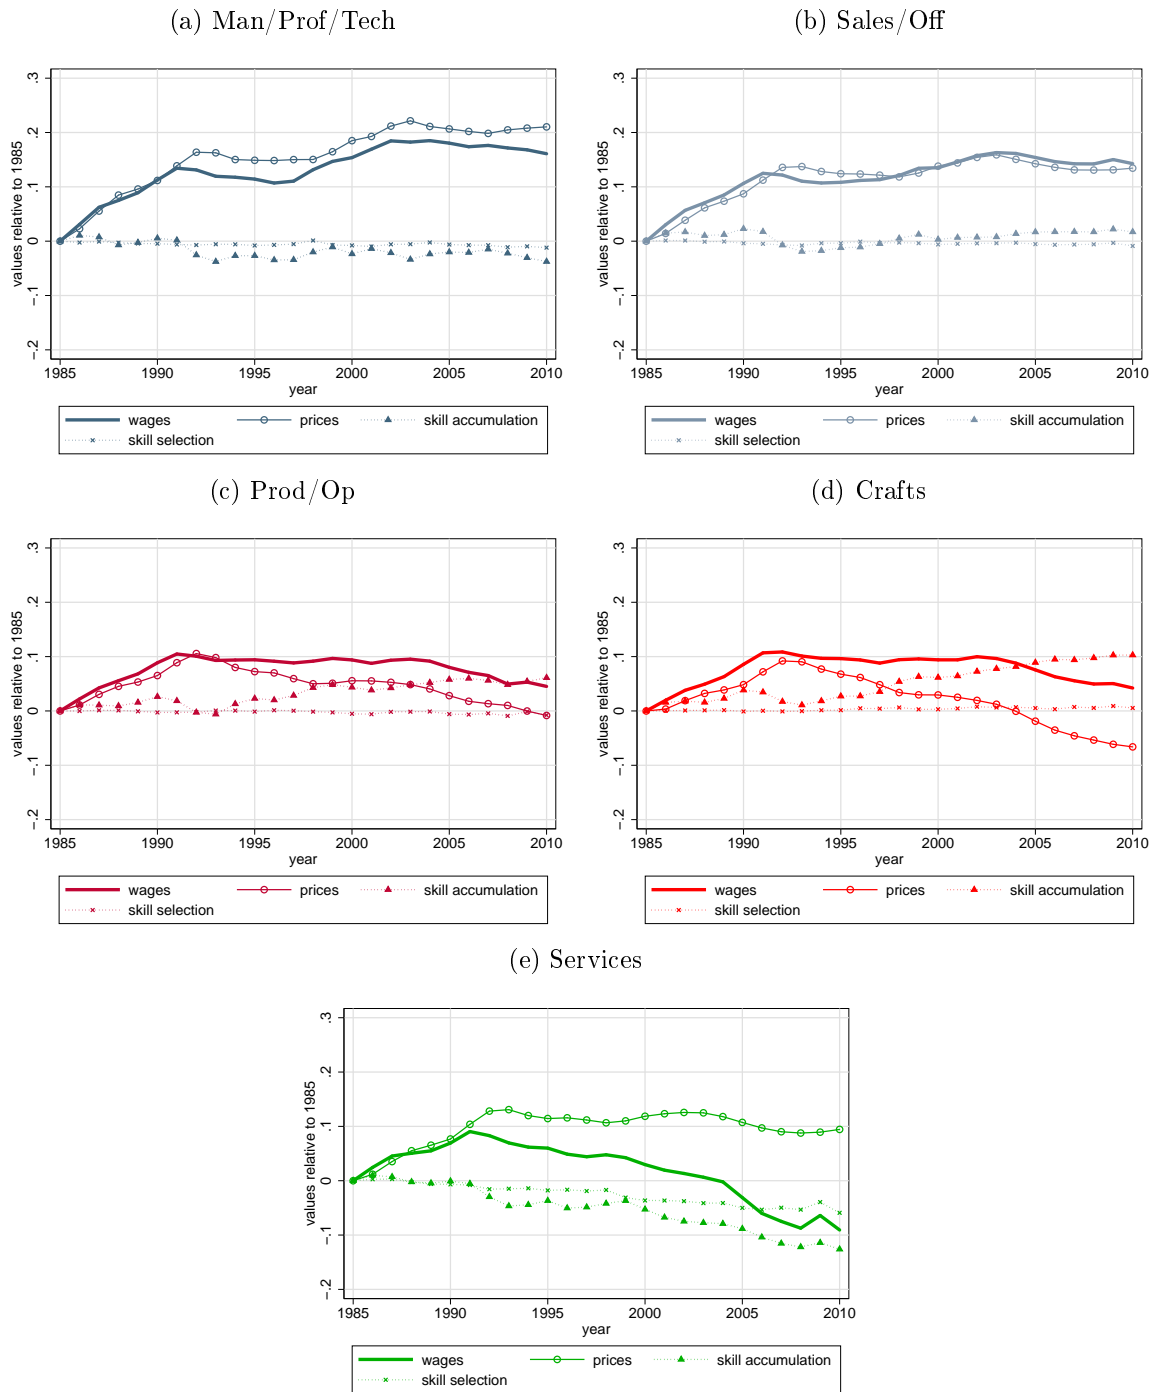 (a) Man/Prof/Tech
(b) Sales/Off
.3
.2
.1
0
-.1
-.2
values relative to 1985
1985 1990 1995 2000 2005 2010
year
wages prices skill accumulation
skill selection
.3
.2
.1
0
-.1
-.2
values relative to 1985
1985 1990 1995 2000 2005 2010
year
wages prices skill accumulation
skill selection
(c) Prod/Op
(d) Crafts
.3
.2
.1
0
-.1
-.2
values relative to 1985
1985 1990 1995 2000 2005 2010
year
wages prices skill accumulation
skill selection
.3
.2
.1
0
-.1
-.2
values relative to 1985
1985 1990 1995 2000 2005 2010
year
wages prices skill accumulation
skill selection
(e) Services
.3
.2
.1
0
-.1
-.2
values relative to 1985
1985 1990 1995 2000 2005 2010
year
wages prices skill accumulation
skill selection